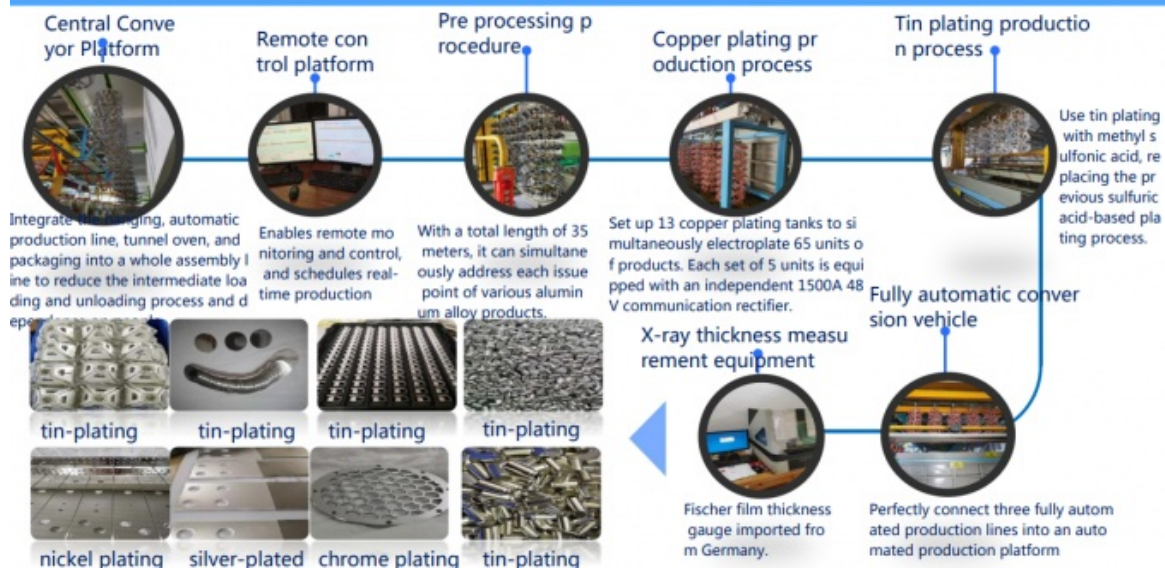 Central Conve
yor Platform
Remote con
trol platform
Pre processing p
rocedure
Copper plating pr
oduction process
Tin plating productio
n process
Integrate the hanging, automatic
production line, tunnel oven, and
packaging into a whole assembly l
ine to reduce the intermediate loa
ding and unloading process and d
Enables remote mo
nitoring and control,
and schedules real-
time production
With a total length of 35
meters, it can simultane
ously address each issue
point of various alumin
um alloy products.
Set up 13 copper plating tanks to si
multaneously electroplate 65 units o
f products. Each set of 5 units is equi
pped with an independent 1500A 48
V communication rectifier.
Use tin plating
with methyl s
ulfonic acid, re
placing the pr
evious sulfuric
acid-based pla
ting process.
Fully automatic conver
sion vehicle
X-ray thickness measu
rement equipment
Fischer film thickness
gauge imported fro
m Germany.
Perfectly connect three fully autom
ated production lines into an auto
mated production platform
tin-plating
tin-plating
tin-plating
tin-plating
nickel plating
silver-plated
chrome plating
tin-plating